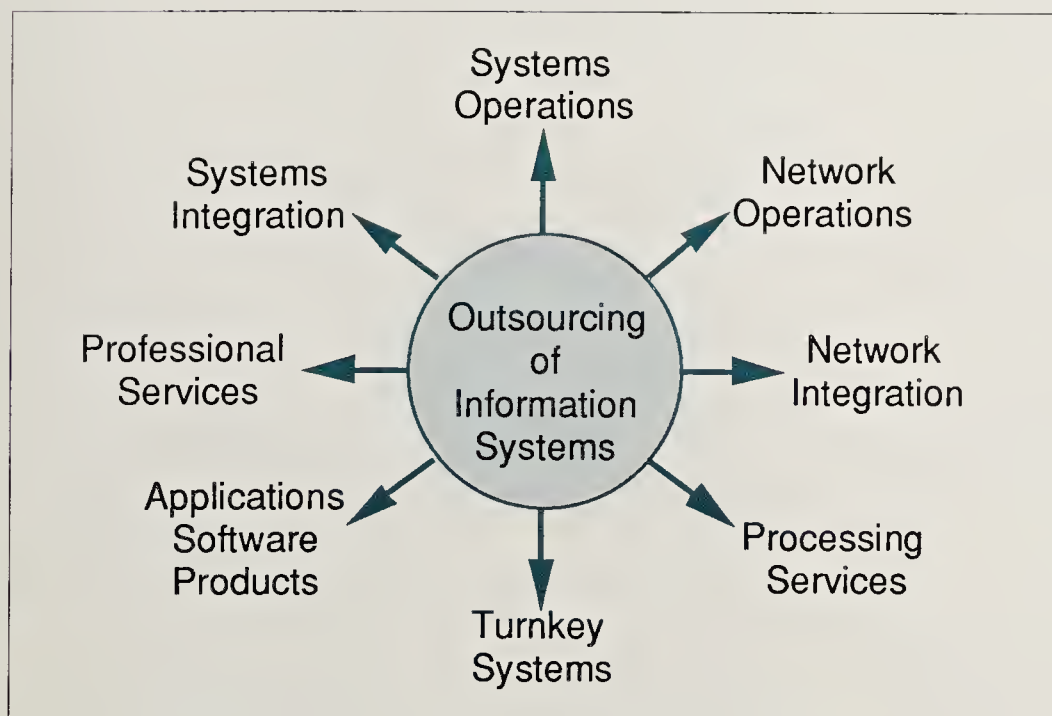 Systems
Operations
Network
Operations
Network
Integration
Processing
Services
Turnkey
Systems
Applications
Software
Products
Professional
Services
Systems
Integration
Outsourcing
of
Information
Systems